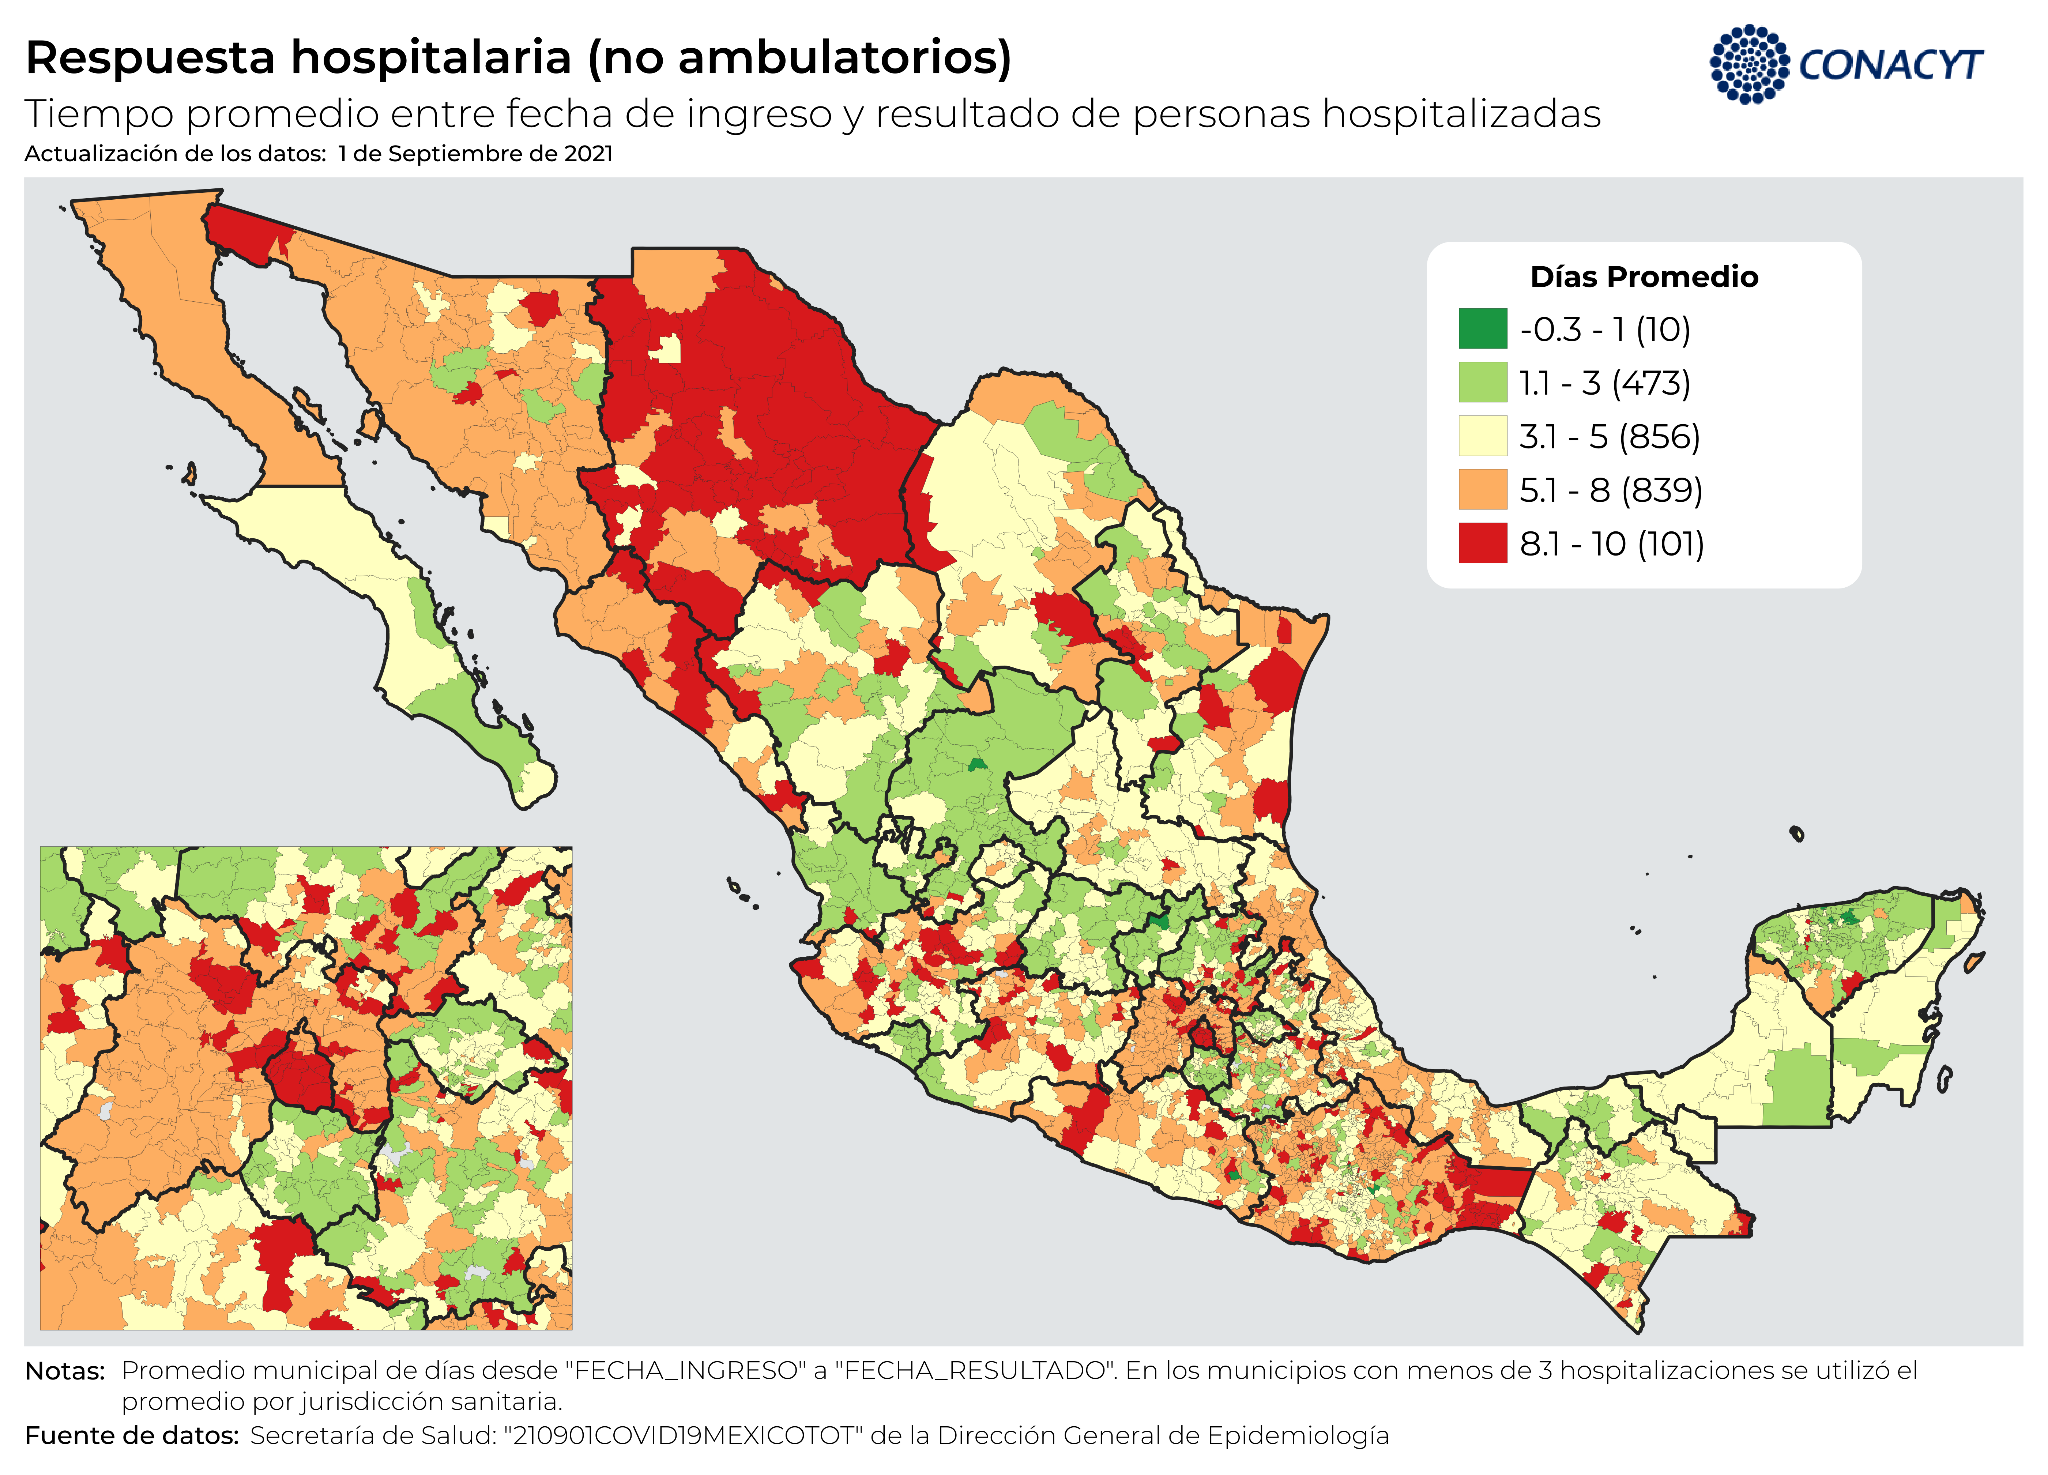 Respuesta hospitalaria (no ambulatorios)
Tiempo promedio entre fecha de ingreso y resultado de personas hospitalizadas
Actualización de los datos: 1 de Septiembre de 2021
CONACYT
Días Promedio
-0.3 - 1 (10)
1.1 - 3 (473)
3.1 - 5 (856)
5.1 - 8 (839)
8.1 - 10 (101)
Notas: Promedio municipal de días desde "FECHA_INGRESO" a "FECHA_RESULTADO". En los municipios con menos de 3 hospitalizaciones se utilizó el
promedio por jurisdicción sanitaria.
Fuente de datos: Secretaría de Salud: "210901COVID19MEXICOTOT" de la Dirección General de Epidemiología